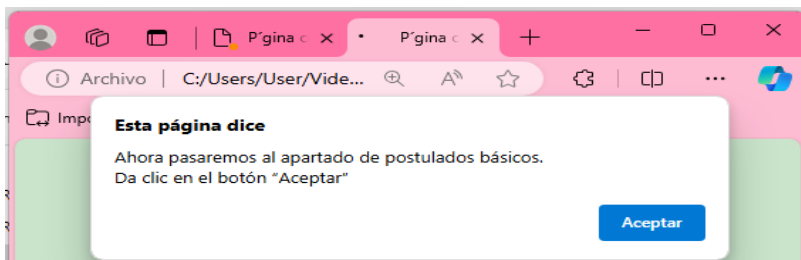 P´gina c
P´gina c
Archivo
C:/Users/User/Vide...
Esta página dice
Ahora pasaremos al apartado de postulados básicos.
Da clic en el botón “Aceptar”
Aceptar